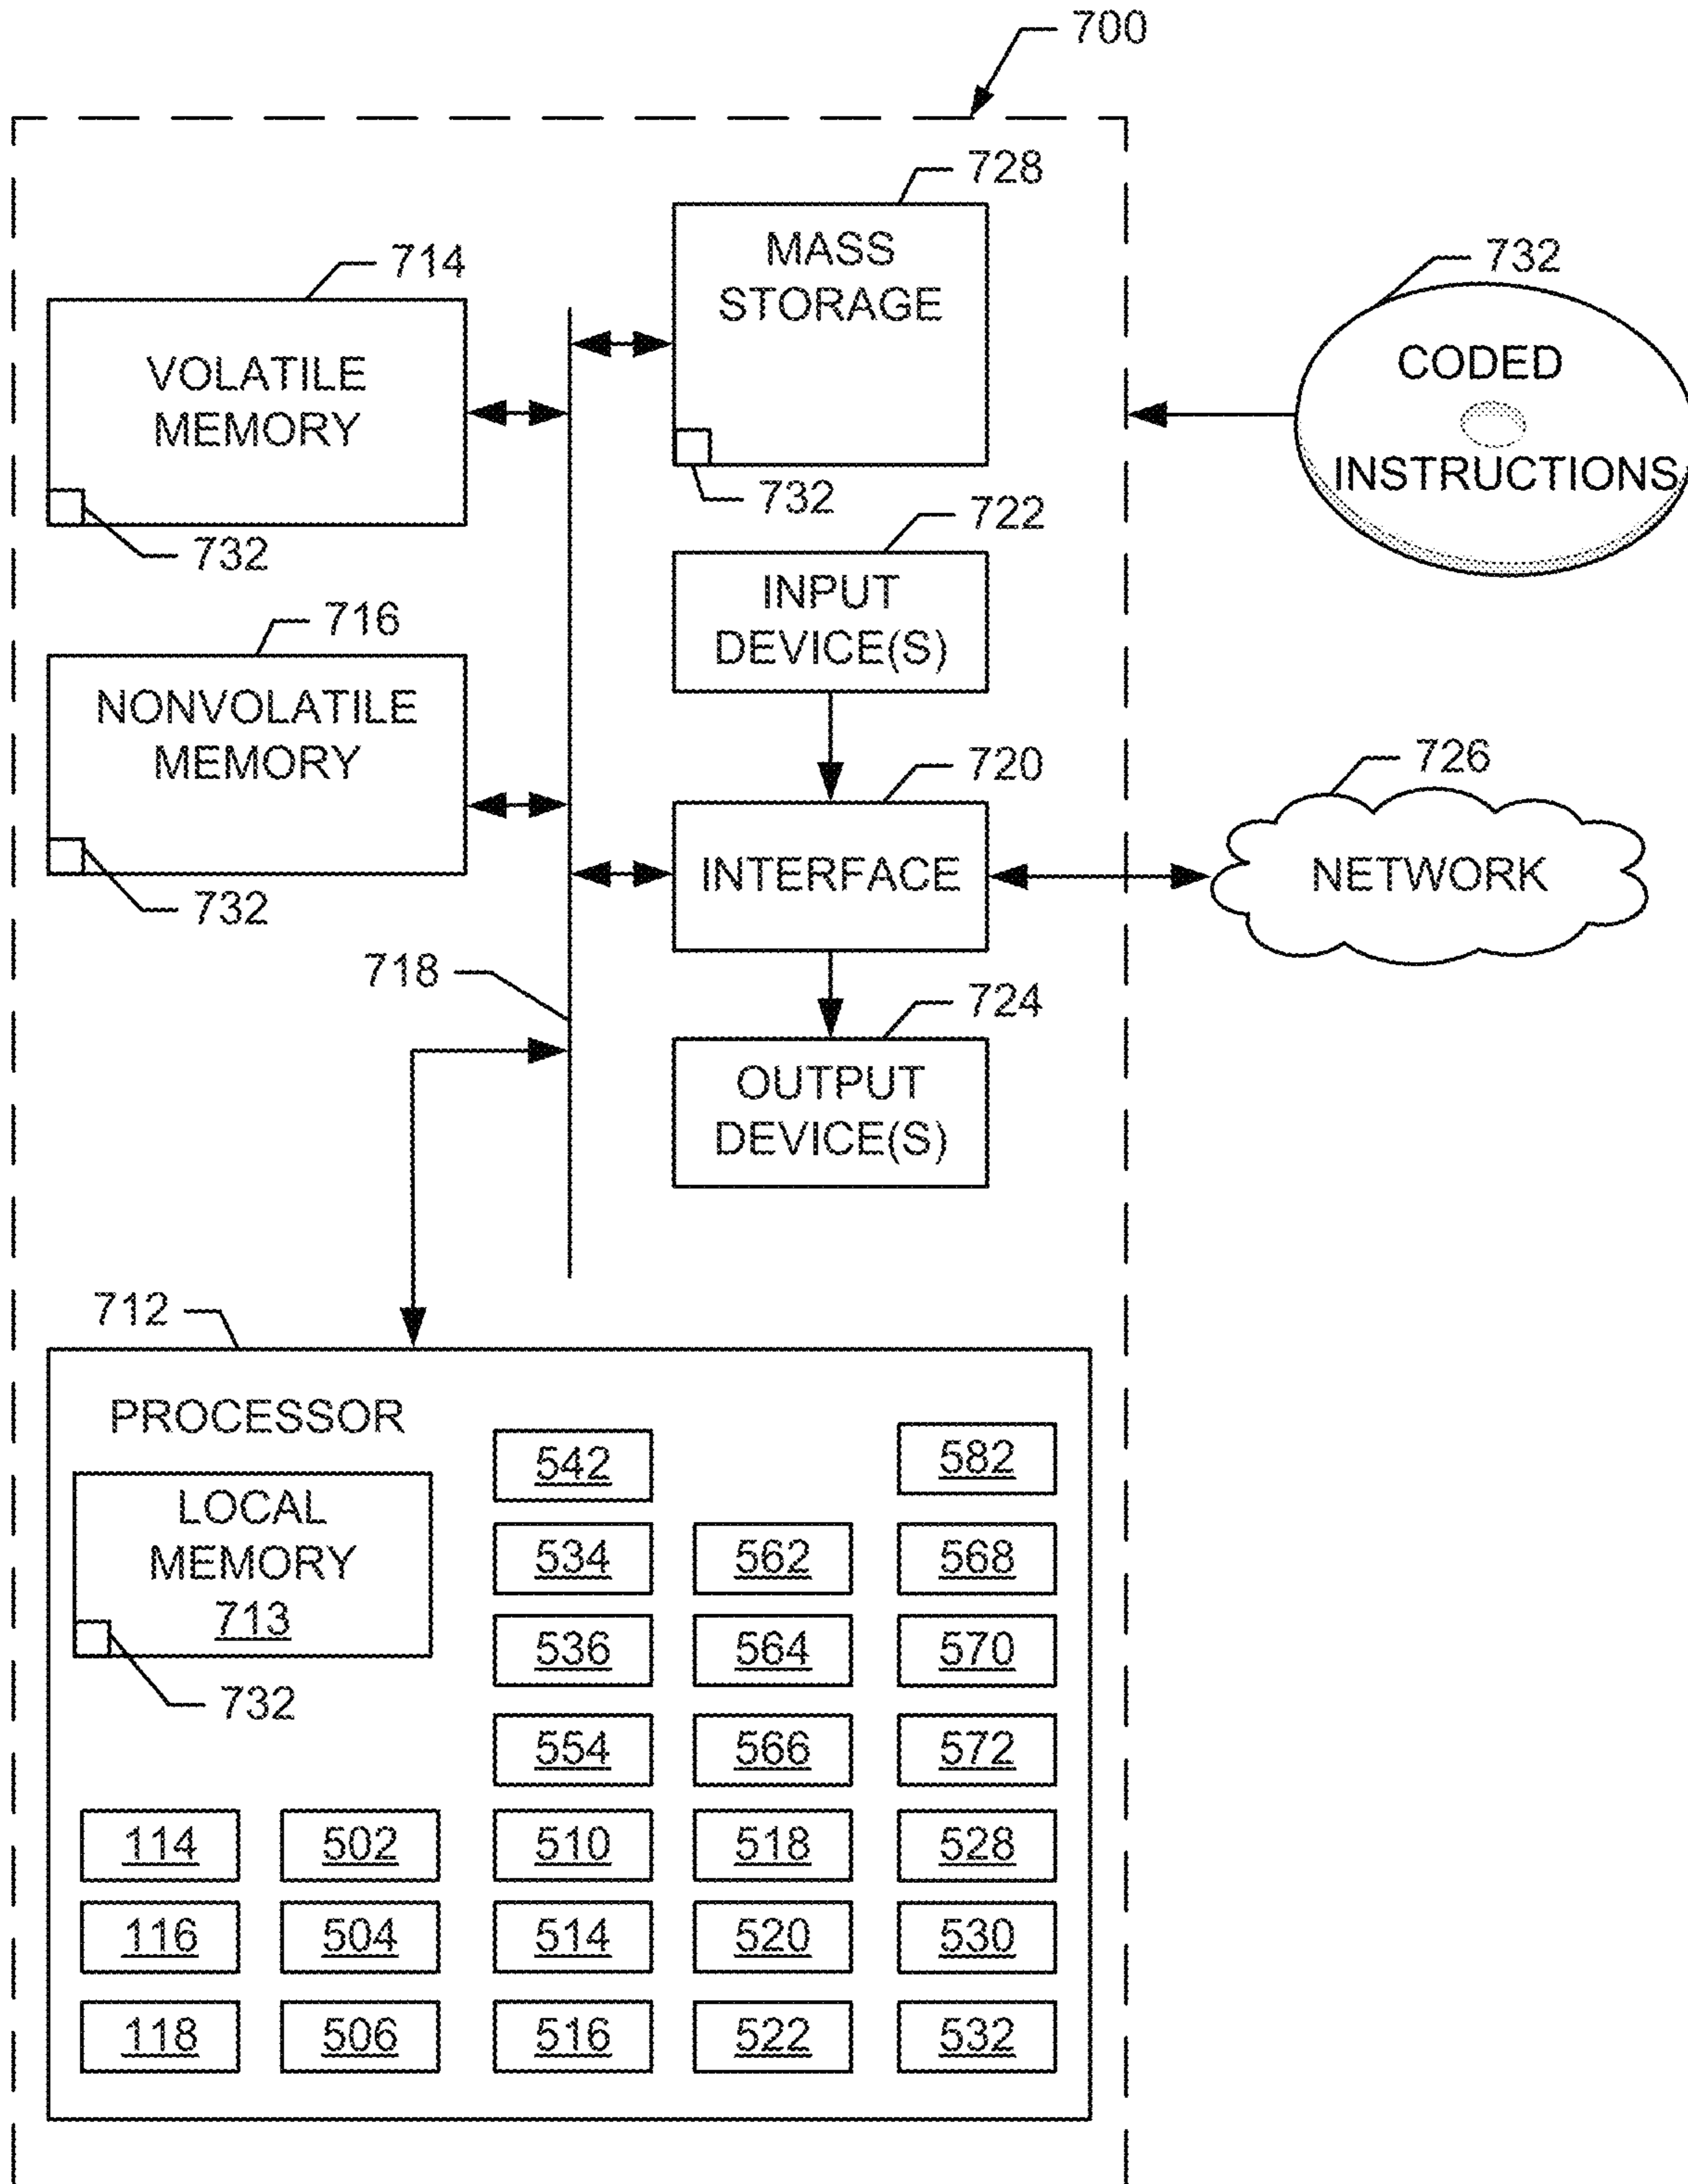 700
728
MASS
STORAGE
732
714
VOLATILE
MEMORY
732
732
CODED
INSTRUCTIONS
722
INPUT
DEVICE(S)
716
NONVOLATILE
MEMORY
732
720
INTERFACE
726
NETWORK
718
724
OUTPUT
DEVICE(S)
712
PROCESSOR
LOCAL
MEMORY
713
732
542
582
534
562
568
536
564
570
554
566
572
114
502
510
518
528
116
504
514
520
530
118
506
516
522
532